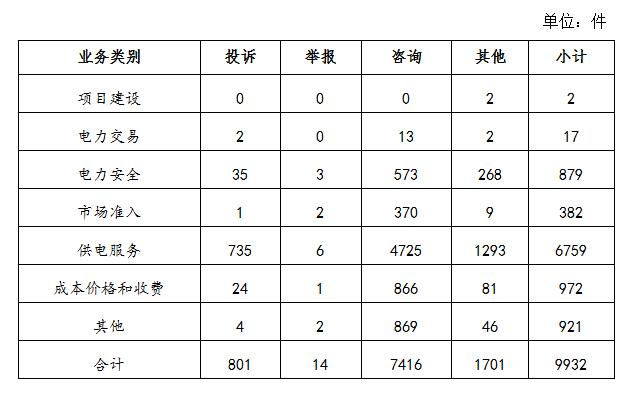 单位：件
业务类别 投诉 举报 咨询 其他 小计
项目建设 0 0 0 2 2
电力交易 2 0 13 2 17
电力安全 35 3 573 268 879
市场准入 1 2 370 9 382
供电服务 735 6 4725 1293 6759
成本价格和收费 24 1 866 81 972
其他 4 2 869 46 921
合计 801 14 7416 1701 9932